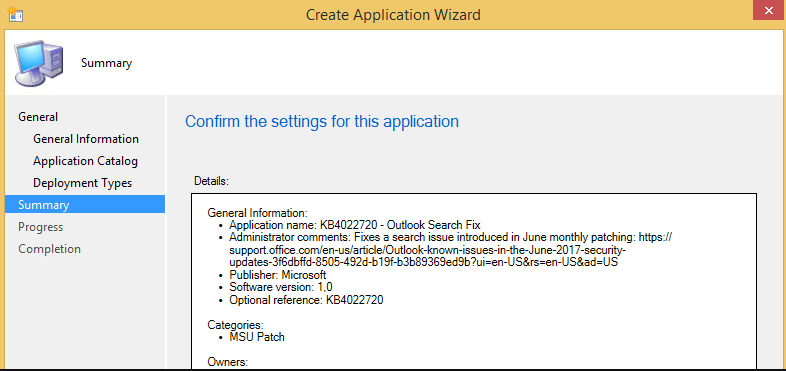 Create Application Wizard
Summary
General
General Information
Application Catalog
Deployment Types
Summary
Progress
Completion
Confirm the settings for this application
Details:
General Information:
• Application name: KB4022720 - Outlook Search Fix
• Administrator comments: Fixes a search issue introduced in June monthly patching: https://
support.office.com/en-us/article/Outlook-known-issues-in-the-June-2017-security-
updates-3f6dbffd-8505-492d-b19f-b3b89369ed9b?ui=en-US&rs=en-US&ad=US
• Publisher: Microsoft
• Software version: 1,0
• Optional reference: KB4022720
Categories:
• MSU Patch
Owners: